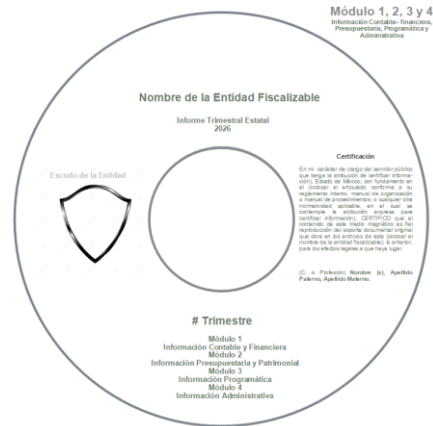 Módulo 1, 2, 3 y 4
Información Contable- financiera,
Presupuestaria, Programática y
Administrativa
Nombre de la Entidad Fiscalizable
Informe Trimestral Estatal
2026
Escudo de la Entidad
Certificación
En mi carácter de cargo del servidor público
que tenga la atribución de certificar informa-
ción), Estado de México, con fundamento en
el (colocar el articulado conforme a su
reglamento interno, manual de organización
o manual de procedimientos, o cualquier otra
normatividad aplicable, en el cual se
contemple la atribución expresa para
certificar información), CERTIFICO que el
contenido de este medio magnético es fiel
reproducción del soporte documental original
que obra en los archivos de esta (colocar el
nombre de la entidad fiscalizable), lo anterior,
para los efectos legales a que haya lugar.
(C. o Profesión) Nombre (s), Apellido
Paterno, Apellido Materno.
# Trimestre
Módulo 1
Información Contable y Financiera
Módulo 2
Información Presupuestaria y Patrimonial
Módulo 3
Información Programática
Módulo 4
Información Administrativa